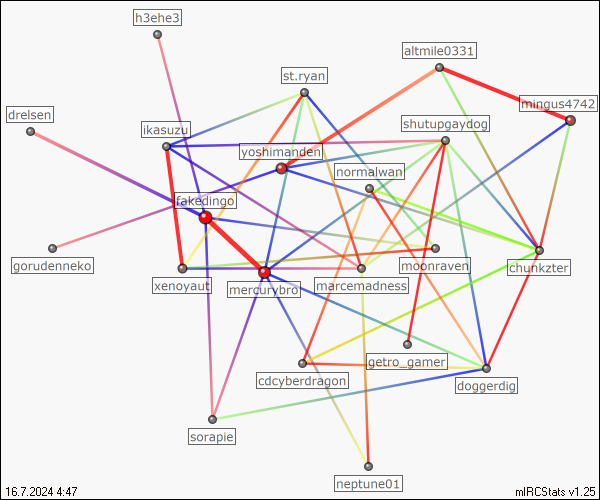 h3ehe3
altmile0331
st.ryan
mingus4742
drelsen
ikasuzu
shutupgaydog
yoshimanden
normalwan
fakedingo
gorudenneko
moonraven
chunkzter
xenoyaut
mercurybro
marcemadness
getro_gamer
cdcyberdragon
doggerdig
sorapie
neptune01
16.7.2024 4:47
mIRCStats v1.25